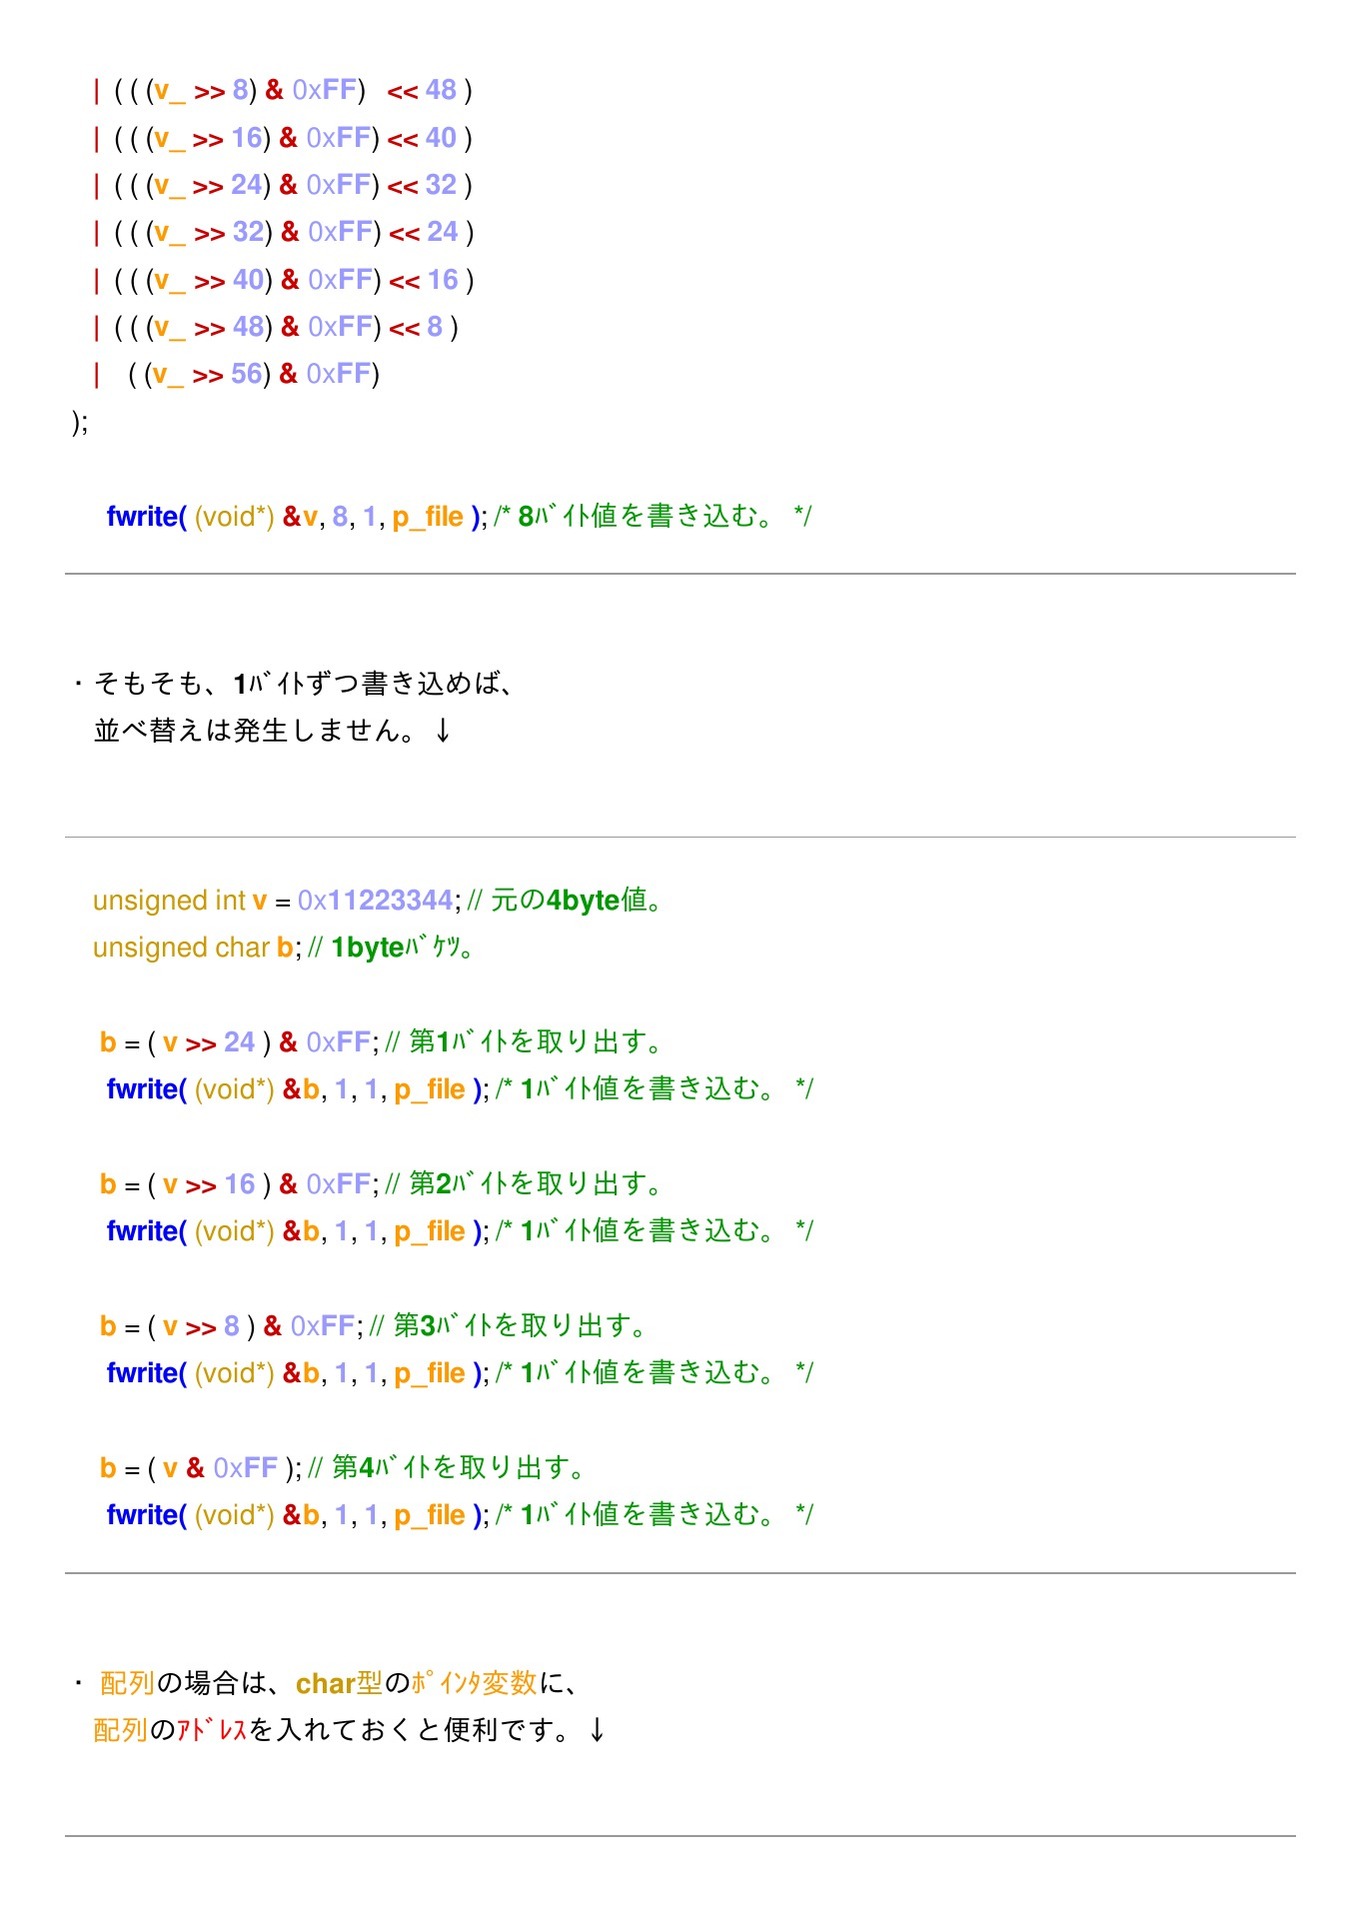 | ( ( (v_ >> 8) & 0xFF) << 48 )
| ( ( (v_ >> 16) & 0xFF) << 40 )
| ( ( (v_ >> 24) & 0xFF) << 32 )
| ( ( (v_ >> 32) & 0xFF) << 24 )
| ( ( (v_ >> 40) & 0xFF) << 16 )
| ( ( (v_ >> 48) & 0xFF) << 8 )
| ( (v_ >> 56) & 0xFF)
);
fwrite( (void*) &v, 8, 1, p_file ); /* 8ﾊﾞｲﾄ値を書き込む。 */
・そもそも、1ﾊﾞｲﾄずつ書き込めば、
並べ替えは発生しません。↓
unsigned int v = 0x11223344; // 元の4byte値。
unsigned char b; // 1byteﾊﾞｹﾂ。
b = ( v >> 24 ) & 0xFF; // 第1ﾊﾞｲﾄを取り出す。
fwrite( (void*) &b, 1, 1, p_file ); /* 1ﾊﾞｲﾄ値を書き込む。 */
b = ( v >> 16 ) & 0xFF; // 第2ﾊﾞｲﾄを取り出す。
fwrite( (void*) &b, 1, 1, p_file ); /* 1ﾊﾞｲﾄ値を書き込む。 */
b = ( v >> 8 ) & 0xFF; // 第3ﾊﾞｲﾄを取り出す。
fwrite( (void*) &b, 1, 1, p_file ); /* 1ﾊﾞｲﾄ値を書き込む。 */
b = ( v & 0xFF ); // 第4ﾊﾞｲﾄを取り出す。
fwrite( (void*) &b, 1, 1, p_file ); /* 1ﾊﾞｲﾄ値を書き込む。 */
・ 配列の場合は、char型のﾎﾟｲﾝﾀ変数に、
配列のｱﾄﾞﾚｽを入れておくと便利です。↓